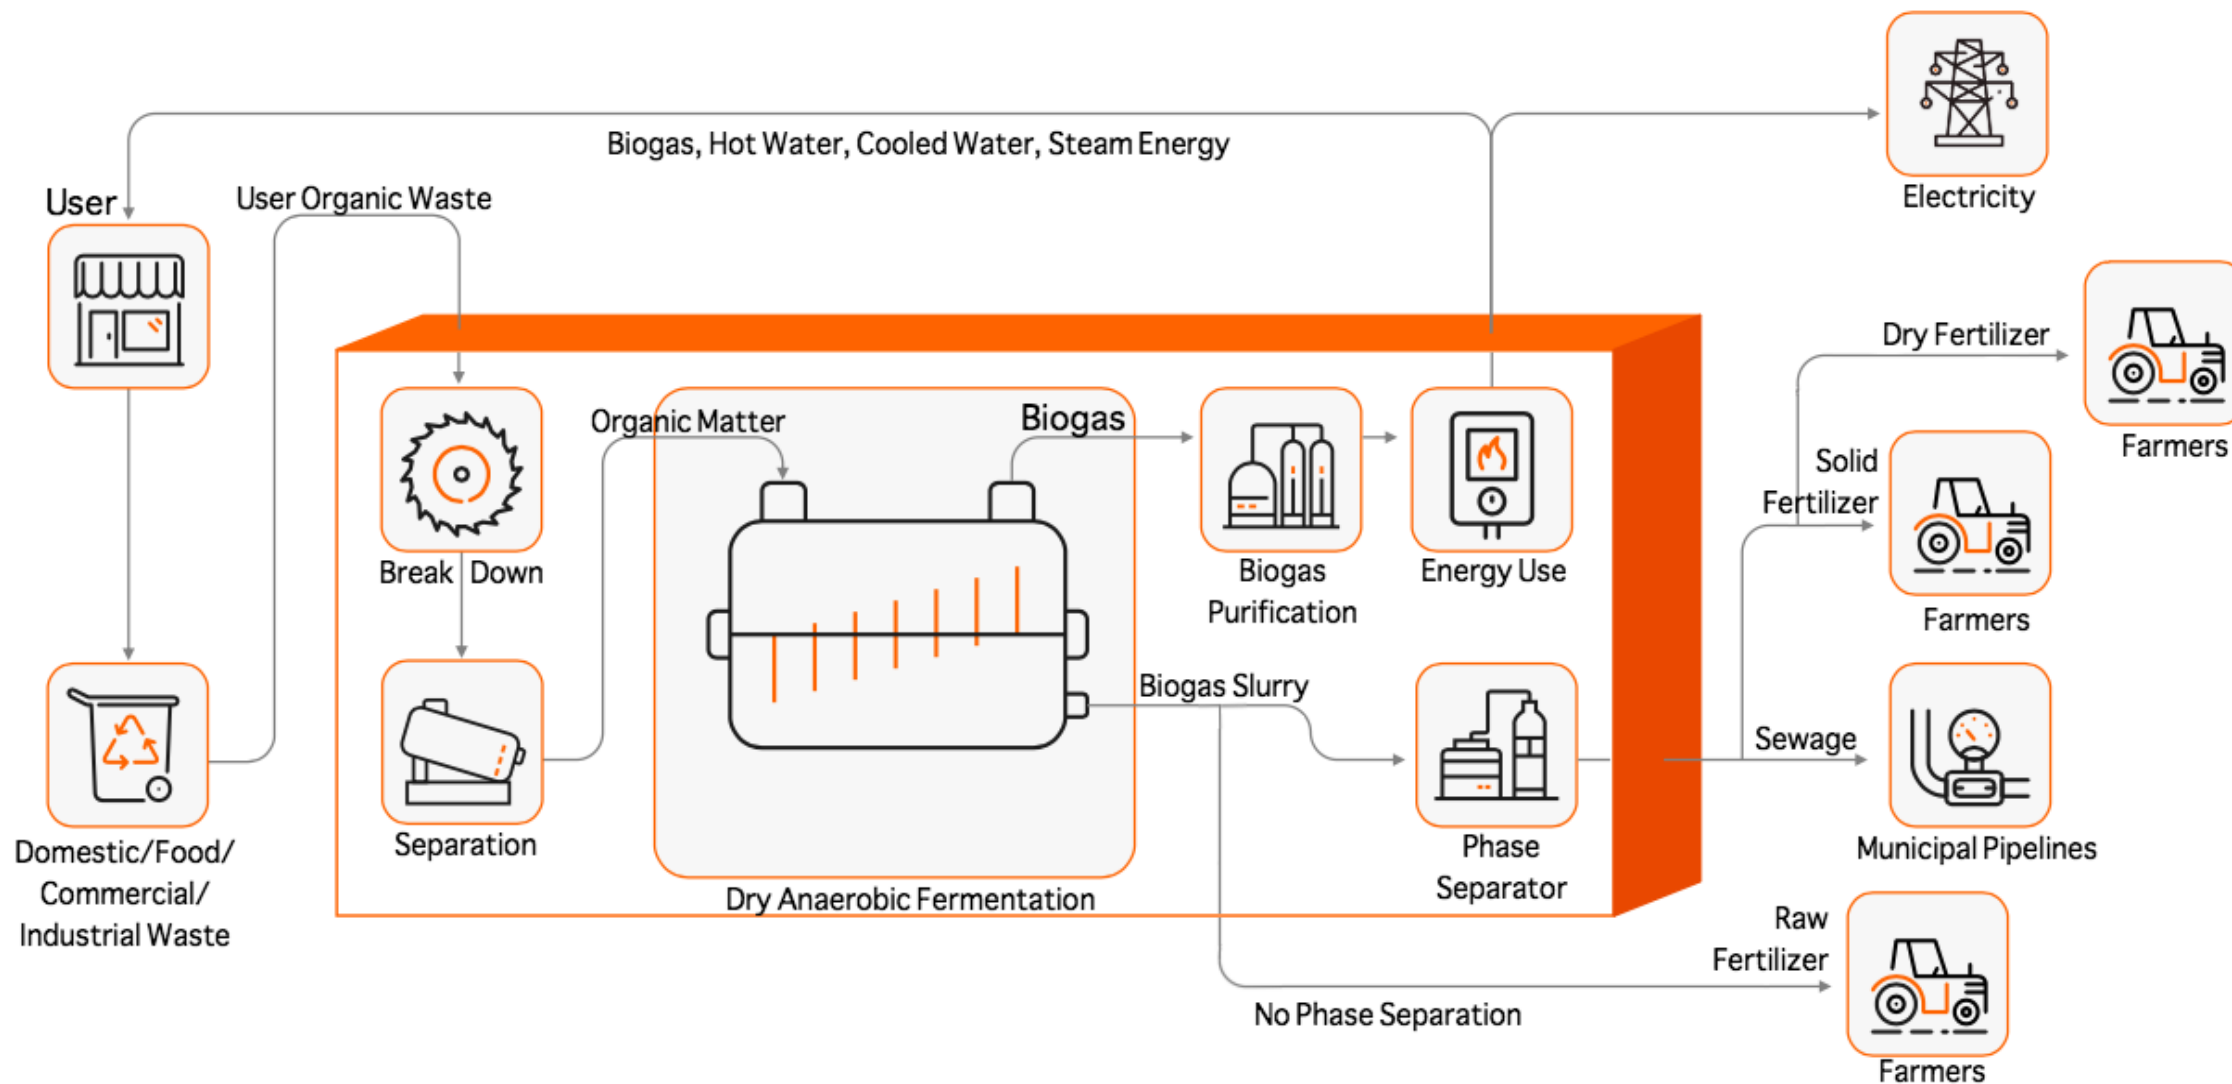 Biogas, Hot Water, Cooled Water, Steam Energy
User
User Organic Waste
Electricity
Dry Fertilizer
Farmers
Organic Matter
Biogas
Solid
Fertilizer
Break Down
Biogas
Purification
Energy Use
Farmers
Biogas Slurry
Sewage
Separation
Phase
Separator
Municipal Pipelines
Domestic/Food/
Commercial/
Industrial Waste
Dry Anaerobic Fermentation
Raw
Fertilizer
No Phase Separation
Farmers